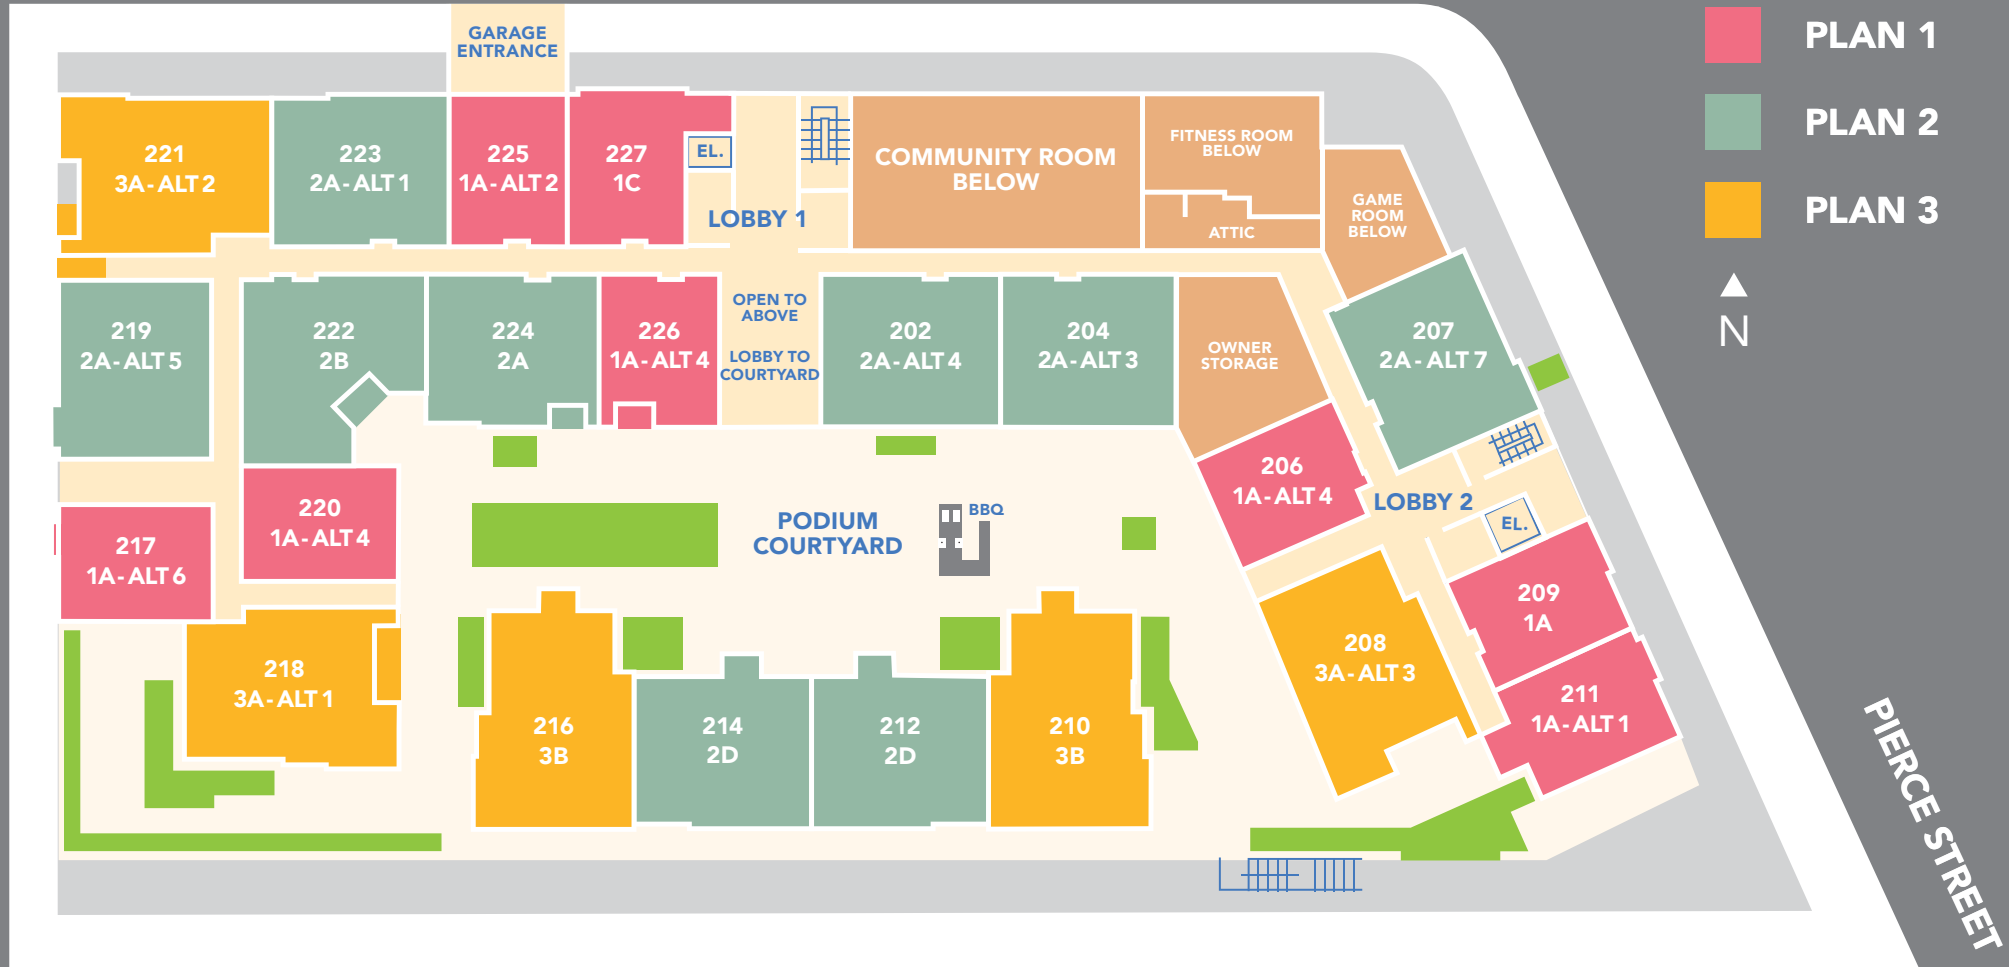 GARAGE
ENTRANCE
PLAN 1
PLAN 2
PLAN 3
N
221
3A - ALT 2
223
2A - ALT 1
225
1A - ALT 2
227
1C
EL.
LOBBY 1
COMMUNITY ROOM
BELOW
FITNESS ROOM
BELOW
ATTIC
GAME
ROOM
BELOW
219
2A - ALT 5
222
2B
224
2A
226
1A - ALT 4
OPEN TO
ABOVE
LOBBY TO
COURTYARD
202
2A - ALT 4
204
2A - ALT 3
OWNER
STORAGE
207
2A - ALT 7
206
1A - ALT 4
LOBBY 2
EL.
217
1A - ALT 6
220
1A - ALT 4
PODIUM
COURTYARD
BBQ
209
1A
208
3A - ALT 3
211
1A - ALT 1
218
3A - ALT 1
216
3B
214
2D
212
2D
210
3B
PIERCE STREET